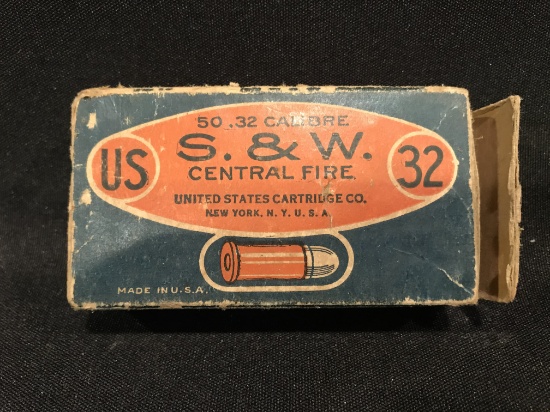 50 .32 CALIBRE
S. & W.
CENTRAL FIRE
US
32
UNITED STATES CARTRIDGE CO.
NEW YORK, N. Y. U. S. A.
MADE IN U.S.A.